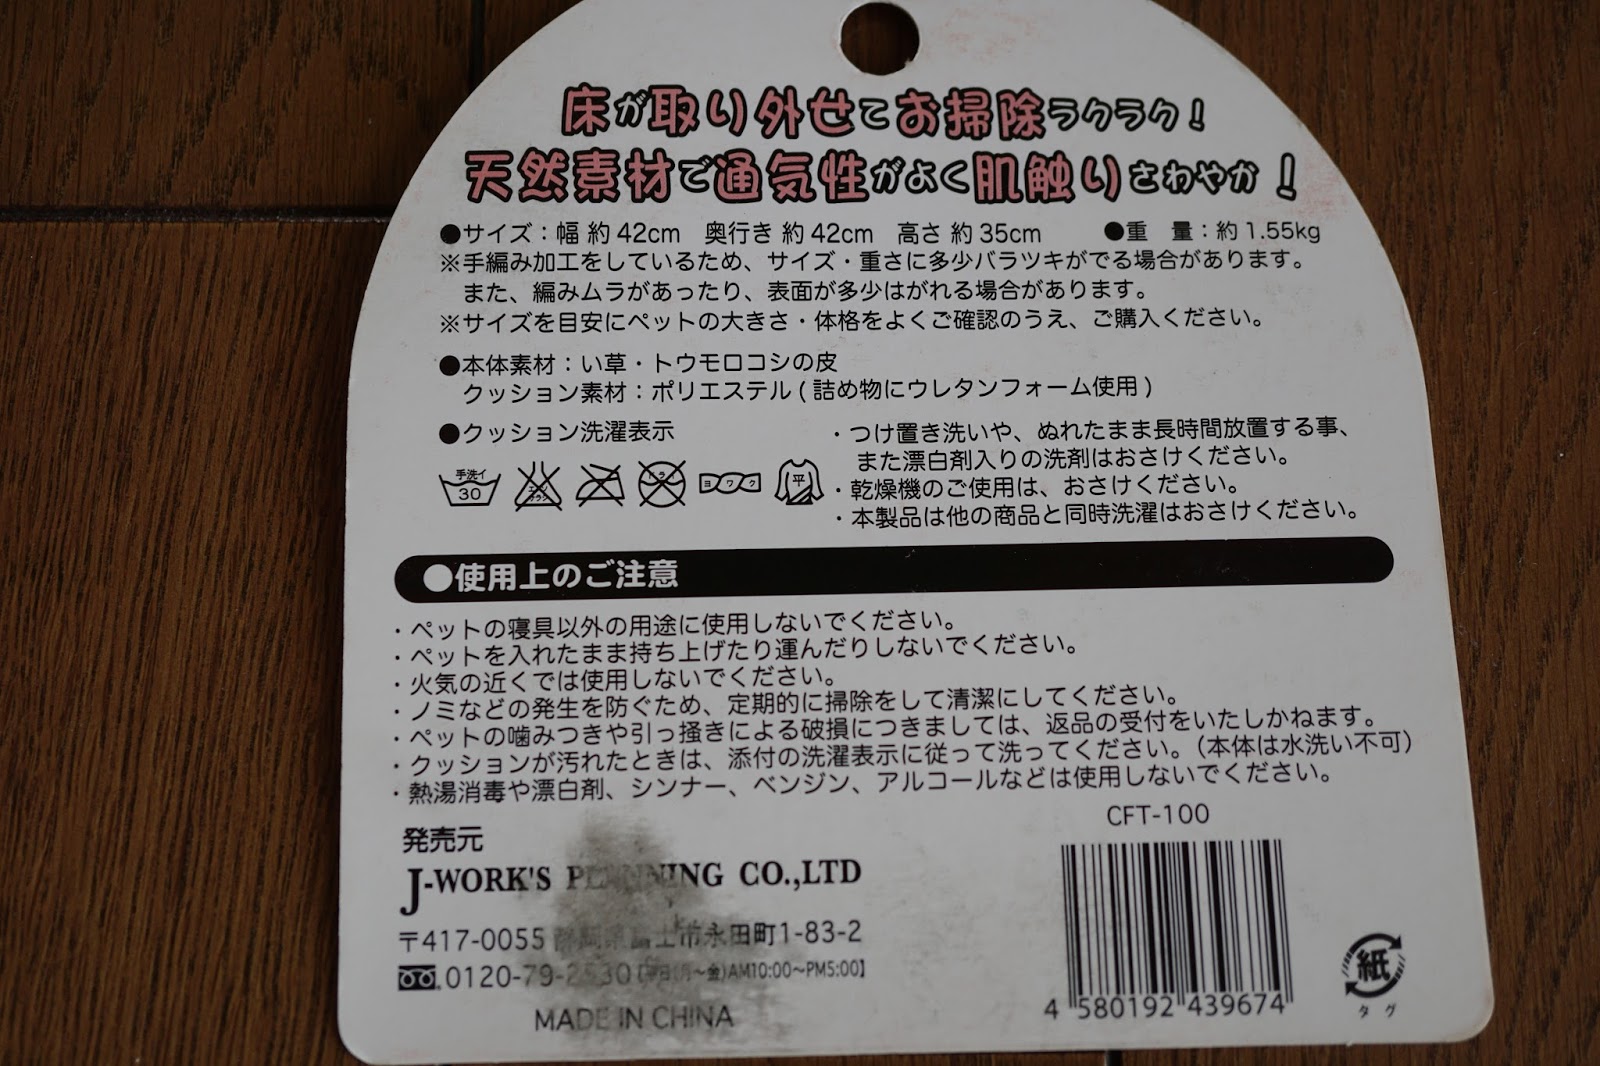 床が取り外せてお掃除ラクラク!
天然素材で通気性がよく肌触りさわやか!
●サイズ：幅 約 42cm　奥行き 約 42cm　高さ 約 35cm　●重　量：約 1.55kg
※手編み加工をしているため、サイズ・重さに多少バラツキがでる場合があります。
また、編みムラがあったり、表面が多少はがれる場合があります。
※サイズを目安にペットの大きさ・体格をよくご確認のうえ、ご購入ください。
●本体素材：い草・トウモロコシの皮
クッション素材：ポリエステル ( 詰め物にウレタンフォーム使用 )
●クッション洗濯表示
手洗イ
30
エンソ
サラシ
ドライ
ヨワク
平
・つけ置き洗いや、ぬれたまま長時間放置する事、
また漂白剤入りの洗剤はおさけください。
・乾燥機のご使用は、おさけください。
・本製品は他の商品と同時洗濯はおさけください。
●使用上のご注意
・ペットの寝具以外の用途に使用しないでください。
・ペットを入れたまま持ち上げたり運んだりしないでください。
・火気の近くでは使用しないでください。
・ノミなどの発生を防ぐため、定期的に掃除をして清潔にしてください。
・ペットの噛みつきや引っ掻きによる破損につきましては、返品の受付をいたしかねます。
・クッションが汚れたときは、添付の洗濯表示に従って洗ってください。（本体は水洗い不可）
・熱湯消毒や漂白剤、シンナー、ベンジン、アルコールなどは使用しないでください。
発売元
J-WORK'S CO.,LTD
〒417-0055 静岡県富士市永田町1-83-2
0120-79-2530【平日(月～金)AM10:00～PM5:00】
MADE IN CHINA
CFT-100
4 580192 439674
紙
タグ